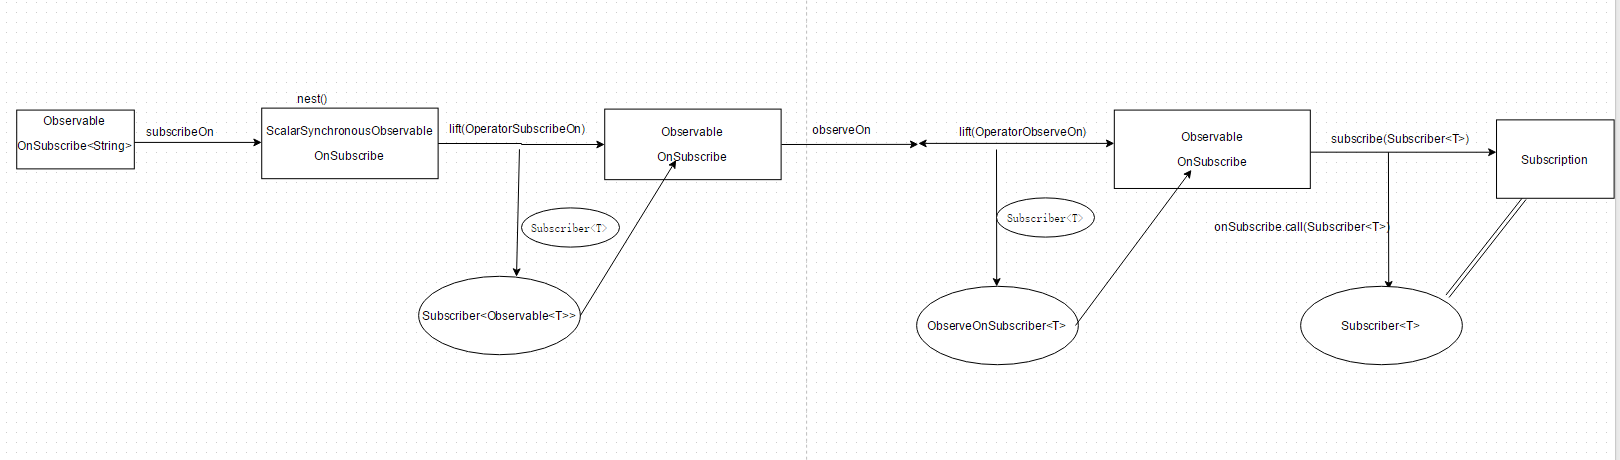 Observable
OnSubscribe<String>
subscribeOn
nest()
ScalarSynchronousObservable
OnSubscribe
lift(OperatorSubscribeOn)
Subscriber<T>
Subscriber<Observable<T>>
Observable
OnSubscribe
observeOn
lift(OperatorObserveOn)
Subscriber<T>
ObserveOnSubscriber<T>
Observable
OnSubscribe
subscribe(Subscriber<T>)
onSubscribe.call(Subscriber<T>)
Subscriber<T>
Subscription